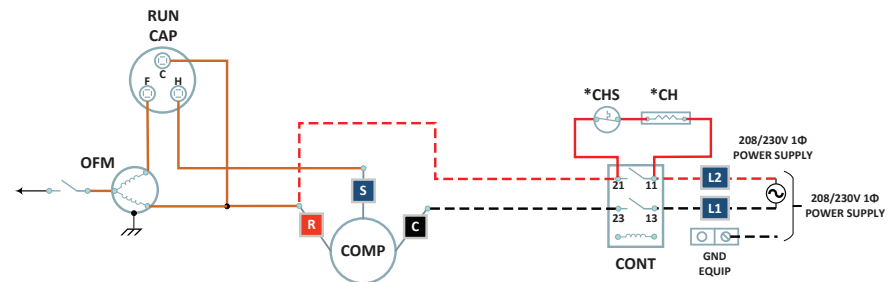 RUN
CAP
C
F
H
OFM
S
R
COMP
C
*CHS
*CH
21
11
23
13
CONT
L2
L1
GND
EQUIP
208/230V 1Φ
POWER SUPPLY
208/230V 1Φ
POWER SUPPLY